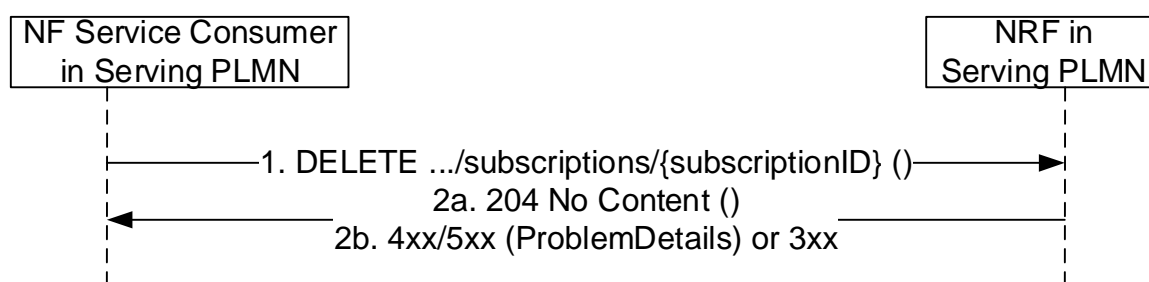 NF Service Consumer
in Serving PLMN
NRF in
Serving PLMN
1. DELETE .../subscriptions/{subscriptionID} ()
2a. 204 No Content ()
2b. 4xx/5xx (ProblemDetails) or 3xx